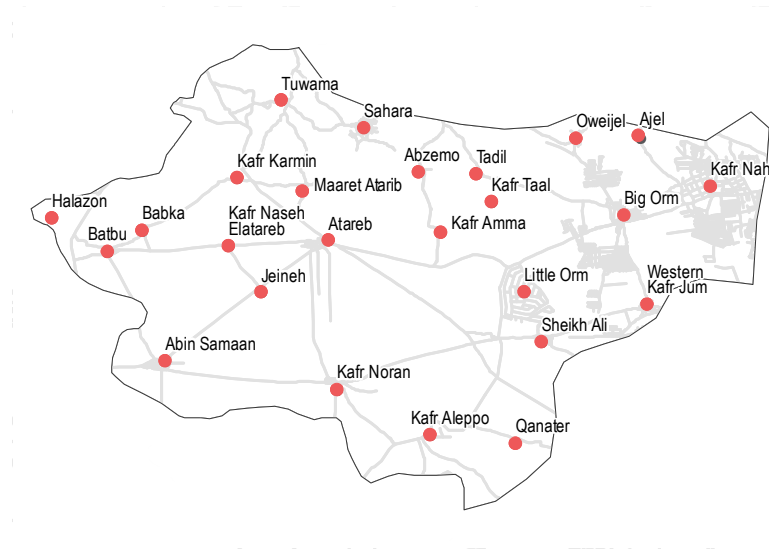 Tuwama
Sahara
Oweijel
Ajel
Kafr Karmin
Abzemo
Tadil
Kafr Nah
Maaret Atarib
Kafr Taal
Halazon
Babka
Kafr Naseh
Elatareb
Big Orm
Batbu
Atareb
Kafr Amma
Jeineh
Little Orm
Western
Kafr Jum
Sheikh Ali
Abin Samaan
Kafr Noran
Kafr Aleppo
Qanater